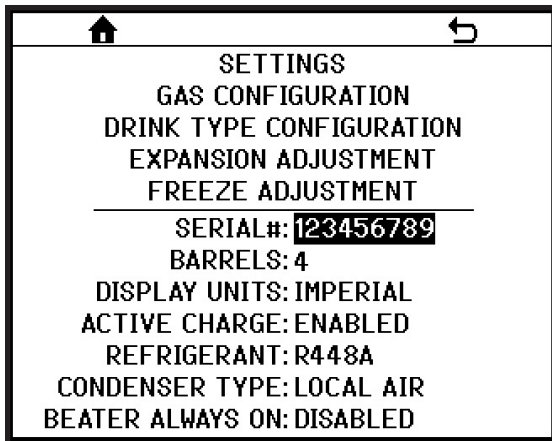 SETTINGS
GAS CONFIGURATION
DRINK TYPE CONFIGURATION
EXPANSION ADJUSTMENT
FREEZE ADJUSTMENT
SERIAL#: 123456789
BARRELS: 4
DISPLAY UNITS: IMPERIAL
ACTIVE CHARGE: ENABLED
REFRIGERANT: R448A
CONDENSER TYPE: LOCAL AIR
BEATER ALWAYS ON: DISABLED